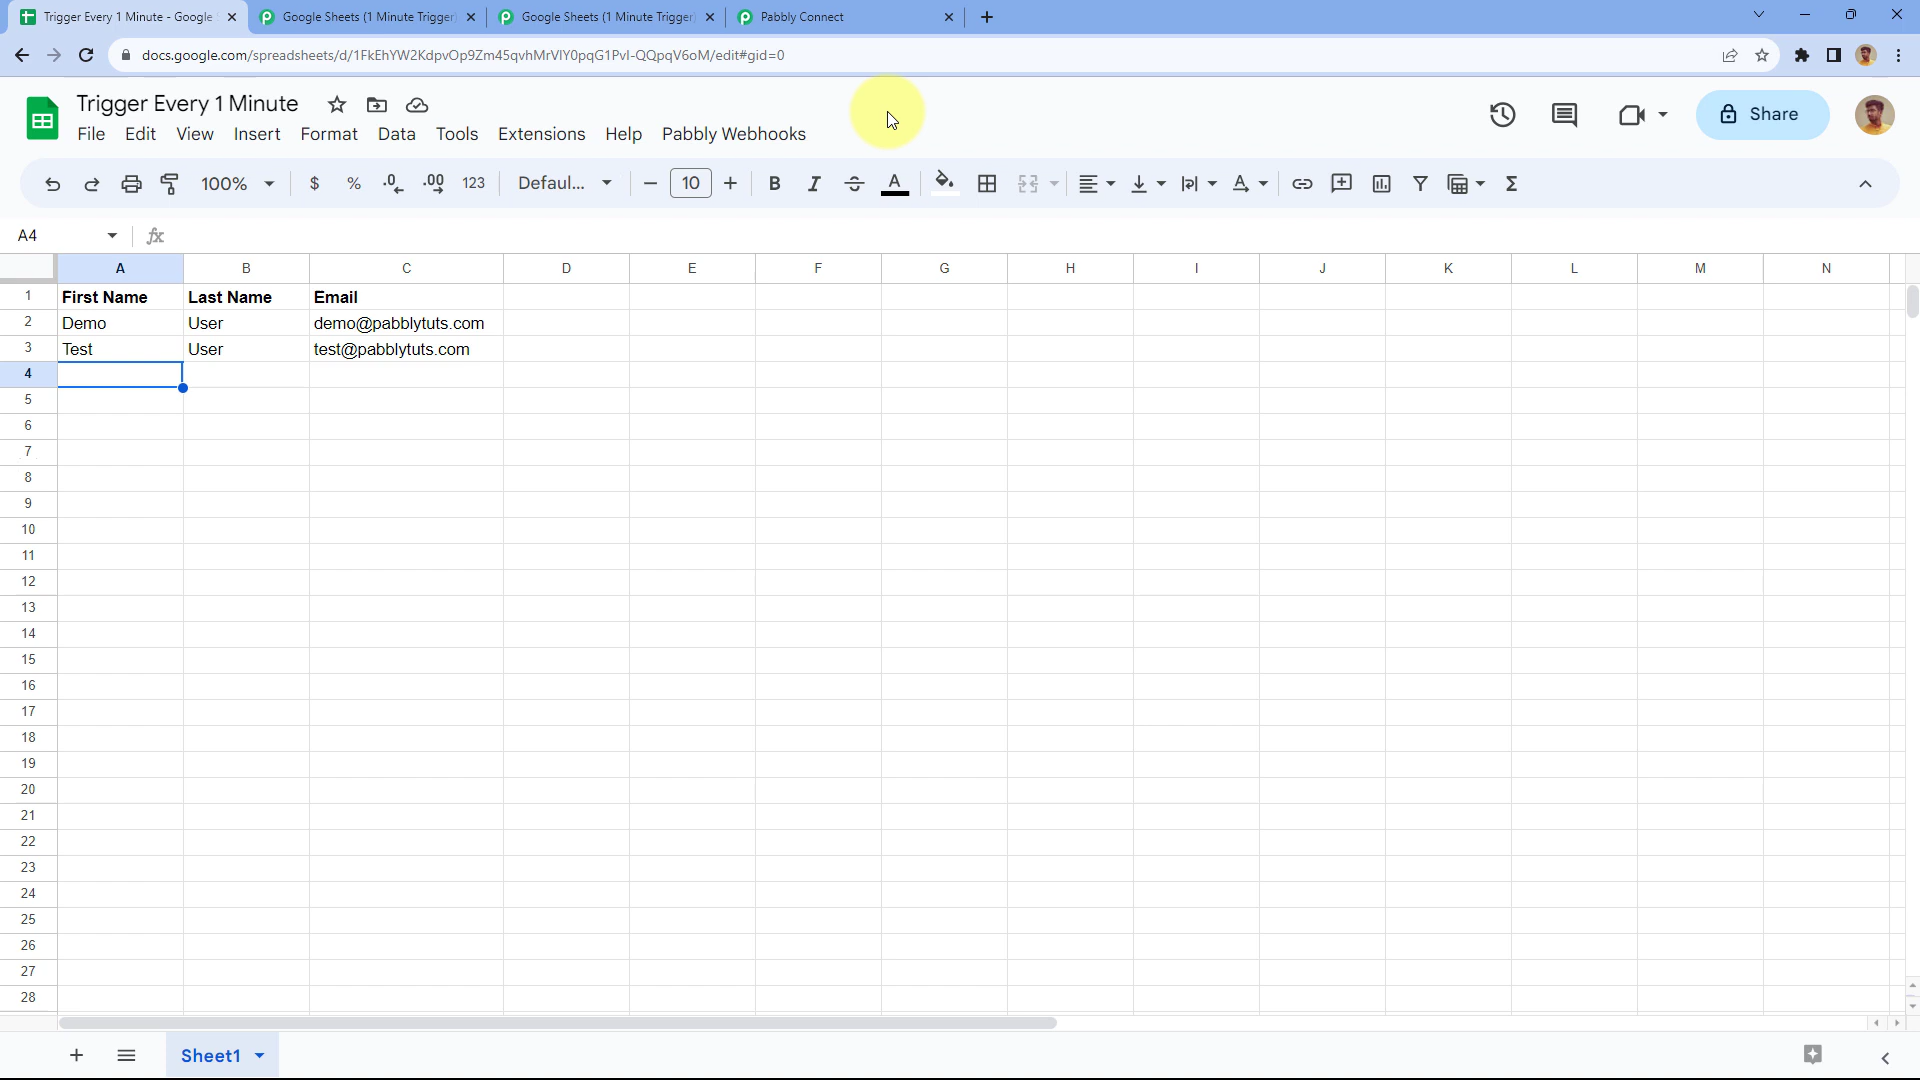 Trigger Every 1 Minute - Google
Google Sheets (1 Minute Trigger)
Google Sheets (1 Minute Trigger)
Pabbly Connect
docs.google.com/spreadsheets/d/1FkEhYW2KdpvOp9Zm45qvhMrVlY0pqG1PvI-QQpqV6oM/edit#gid=0
Trigger Every 1 Minute
File Edit View Insert Format Data Tools Extensions Help Pabbly Webhooks
Share
100% $ % .0 .00 123 Defaul... 10 B I S A
A4 fx
A B C D E F G H I J K L M N
1 First Name Last Name Email
2 Demo User demo@pabblytuts.com
3 Test User test@pabblytuts.com
4
5
6
7
8
9
10
11
12
13
14
15
16
17
18
19
20
21
22
23
24
25
26
27
28
Sheet1